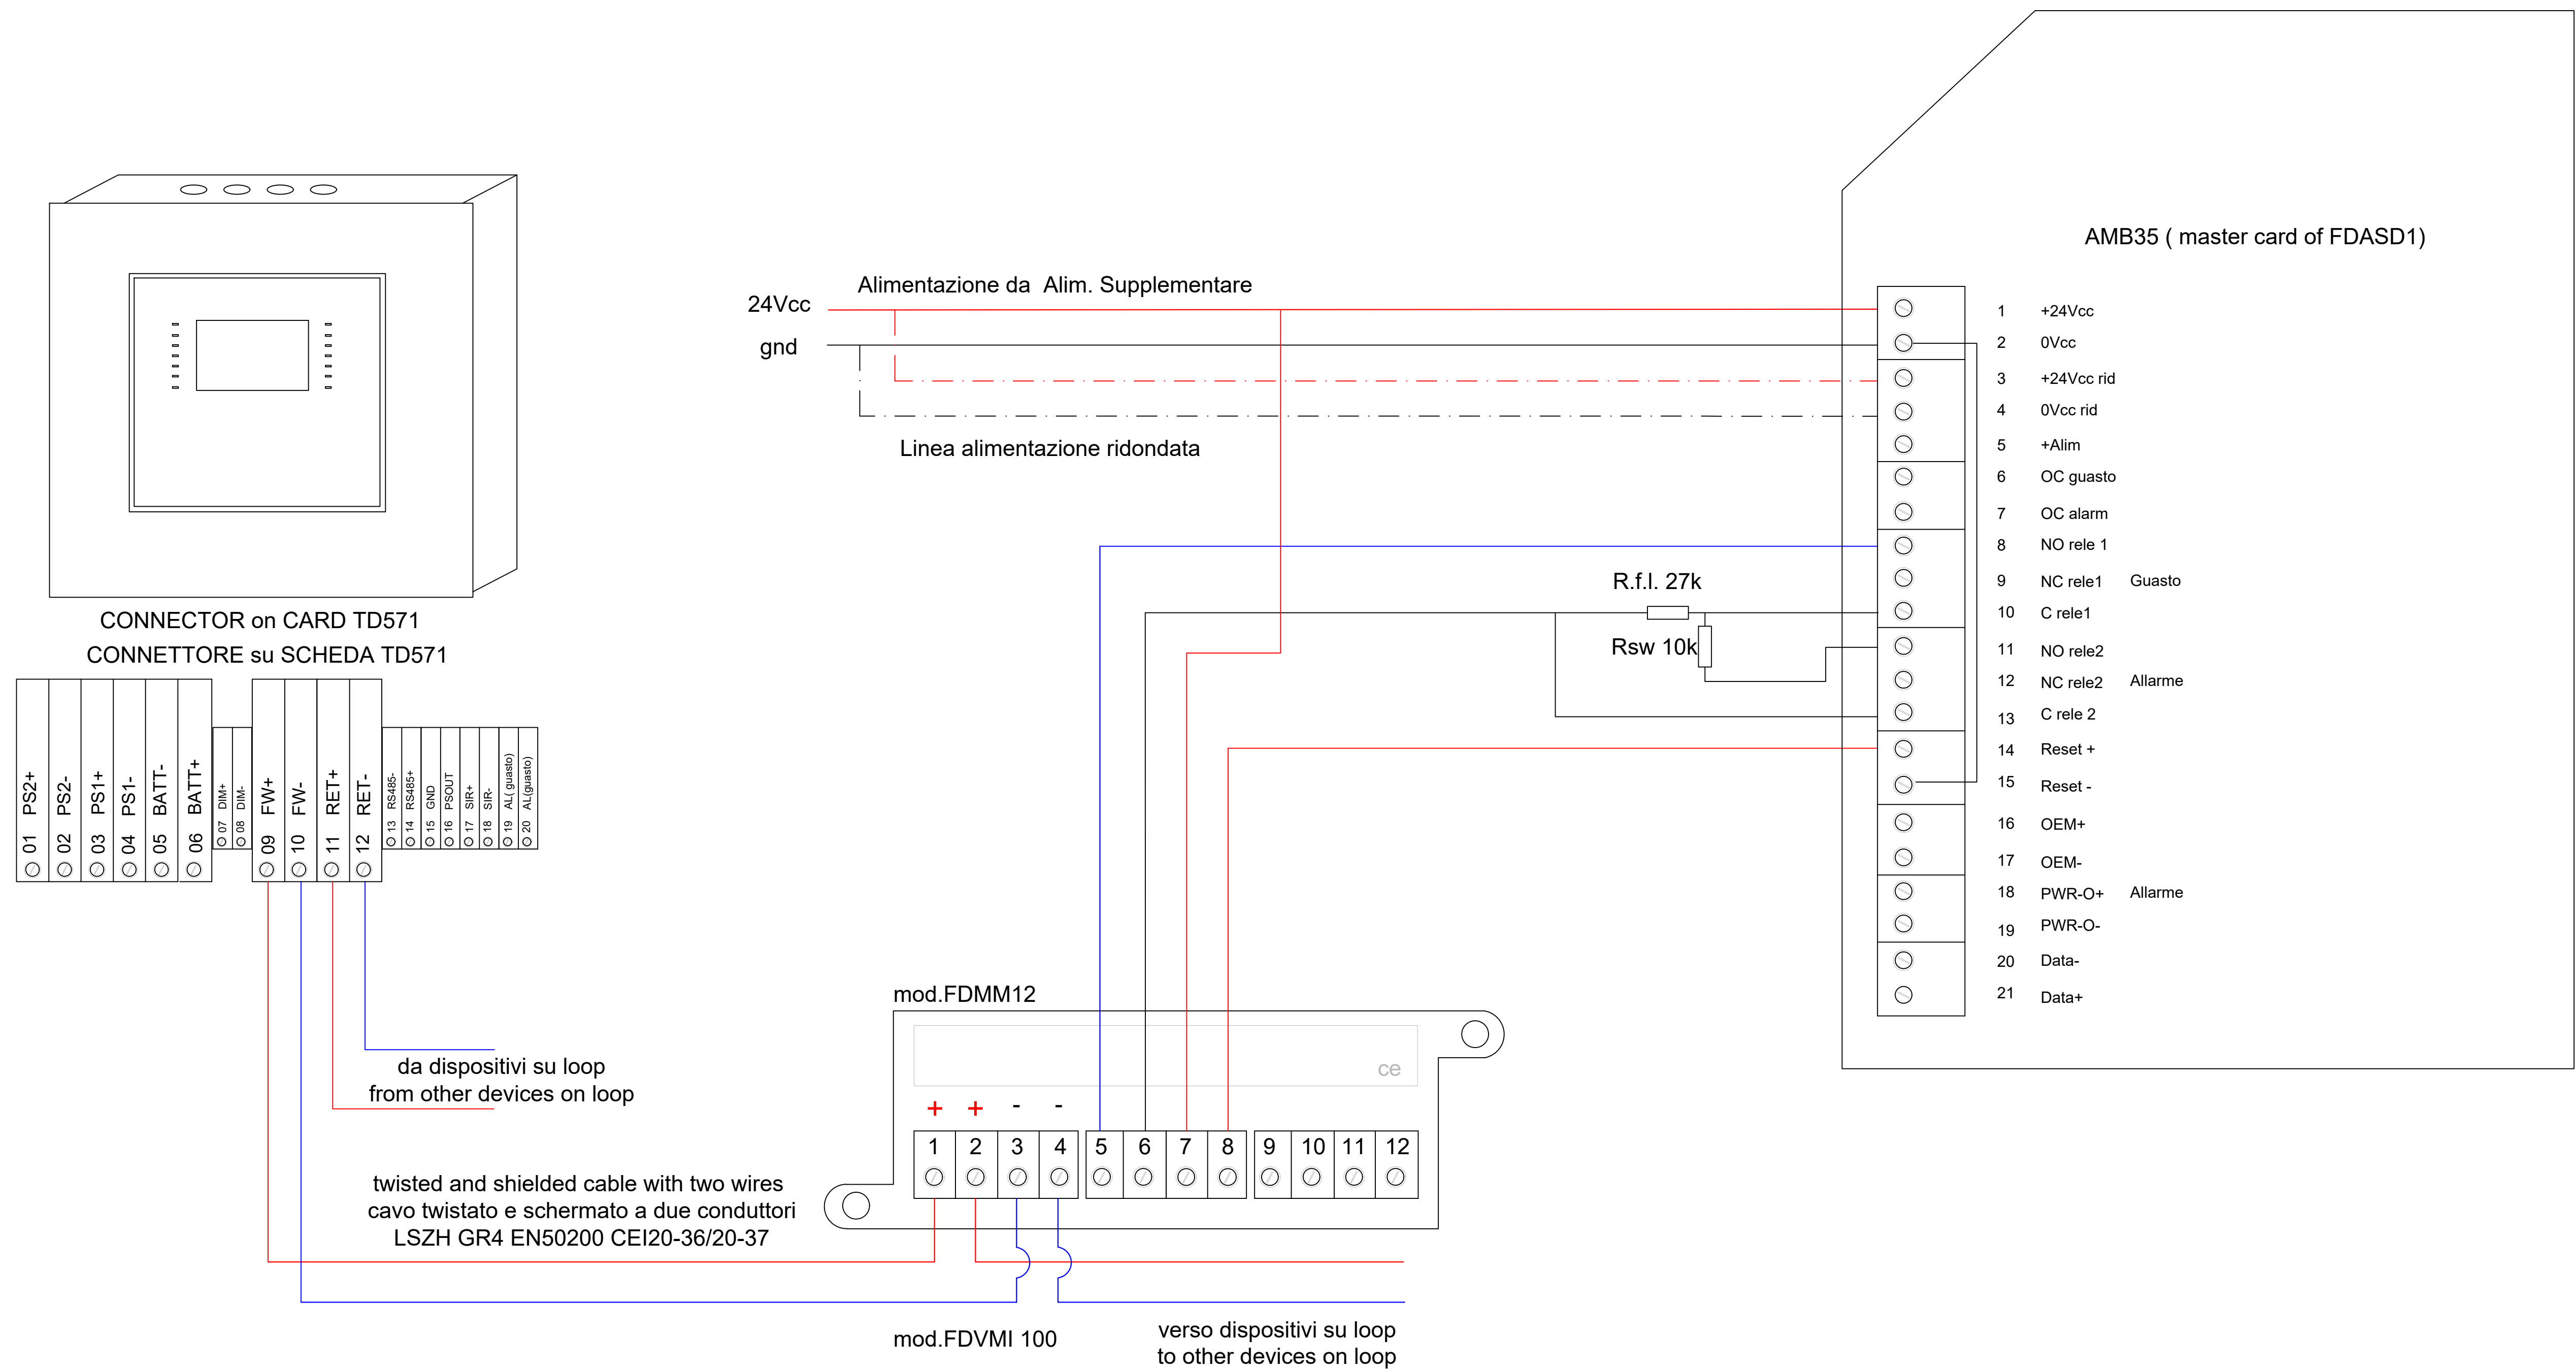 AMB35 ( master card of FDASD1)
Alimentazione da  Alim. Supplementare
24Vcc
gnd
Linea alimentazione ridondata
1 +24Vcc
2 0Vcc
3 +24Vcc rid
4 0Vcc rid
5 +Alim
6 OC guasto
7 OC alarm
8 NO rele 1
9 NC rele1 Guasto
10 C rele1
11 NO rele2
12 NC rele2 Allarme
13 C rele 2
14 Reset +
15 Reset -
16 OEM+
17 OEM-
18 PWR-O+ Allarme
19 PWR-O-
20 Data-
21 Data+
R.f.l. 27k
Rsw 10k
CONNECTOR on CARD TD571
CONNETTORE su SCHEDA TD571
01 PS2+
02 PS2-
03 PS1+
04 PS1-
05 BATT-
06 BATT+
07 DIM+
08 DIM-
09 FW+
10 FW-
11 RET+
12 RET-
13 RS485-
14 RS485+
15 GND
16 PSOUT
17 SIR+
18 SIR-
19 AL( guasto)
20 AL(guasto)
da dispositivi su loop
from other devices on loop
mod.FDMM12
ce
+ + - -
1 2 3 4 5 6 7 8 9 10 11 12
twisted and shielded cable with two wires
cavo twistato e schermato a due conduttori
LSZH GR4 EN50200 CEI20-36/20-37
mod.FDVMI 100
verso dispositivi su loop
to other devices on loop